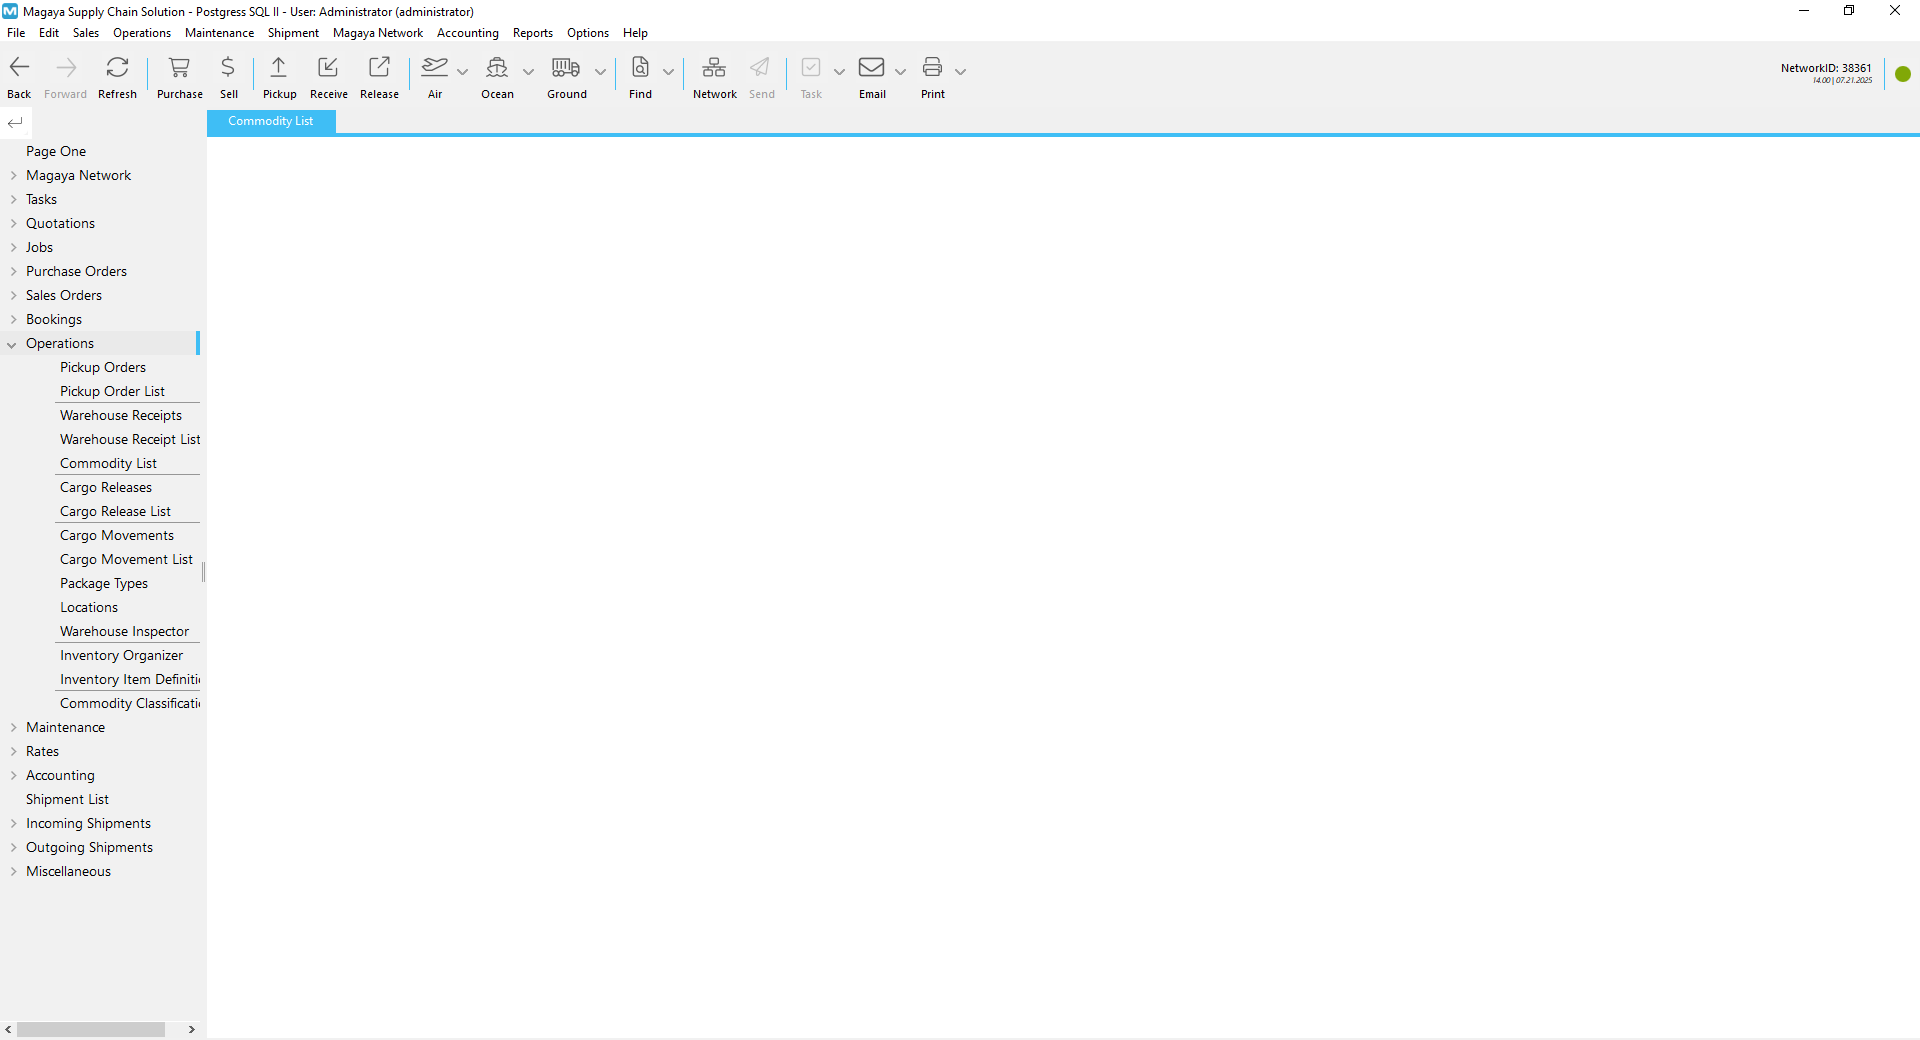 Magaya Supply Chain Solution - Postgress SQL II - User: Administrator (administrator)
File Edit Sales Operations Maintenance Shipment Magaya Network Accounting Reports Options Help
Back Forward Refresh Purchase Sell Pickup Receive Release Air Ocean Ground Find Network Send Task Email Print
NetworkID: 38361
14.00 | 07.21.2025
Commodity List
Page One
Magaya Network
Tasks
Quotations
Jobs
Purchase Orders
Sales Orders
Bookings
Operations
Pickup Orders
Pickup Order List
Warehouse Receipts
Warehouse Receipt List
Commodity List
Cargo Releases
Cargo Release List
Cargo Movements
Cargo Movement List
Package Types
Locations
Warehouse Inspector
Inventory Organizer
Inventory Item Definiti
Commodity Classificati
Maintenance
Rates
Accounting
Shipment List
Incoming Shipments
Outgoing Shipments
Miscellaneous